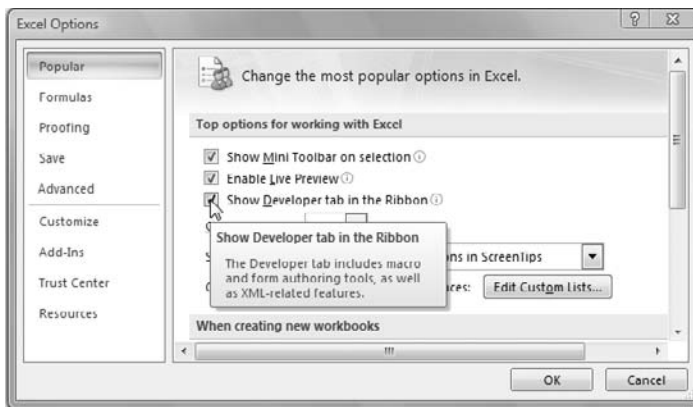 Excel Options
Popular
Formulas
Proofing
Save
Advanced
Customize
Add-Ins
Trust Center
Resources
Change the most popular options in Excel.
Top options for working with Excel
Show Mini Toolbar on selection
Enable Live Preview
Show Developer tab in the Ribbon
Show Developer tab in the Ribbon
The Developer tab includes macro
and form authoring tools, as well
as XML-related features.
in ScreenTips
Edit Custom Lists...
When creating new workbooks
OK
Cancel